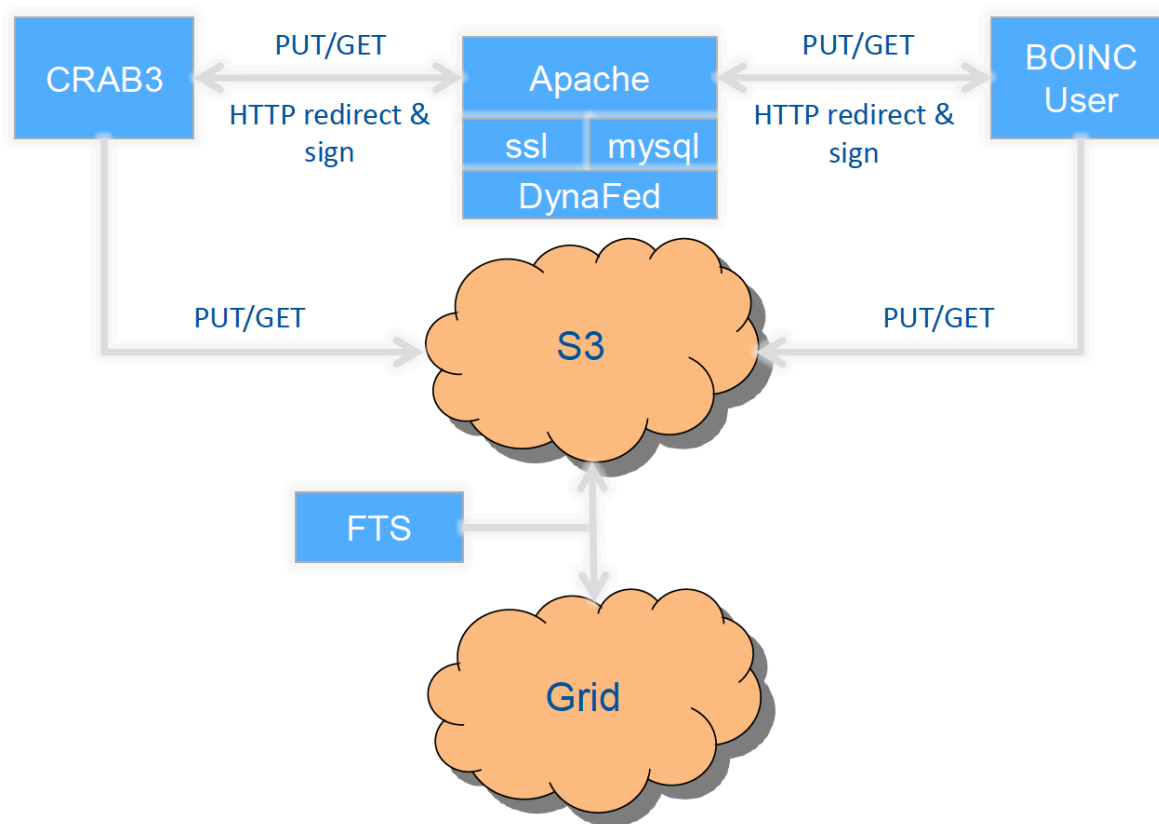 PUT/GET
PUT/GET
CRAB3
Apache
BOINC
User
HTTP redirect &
sign
HTTP redirect &
sign
ssl
mysql
DynaFed
PUT/GET
PUT/GET
S3
FTS
Grid